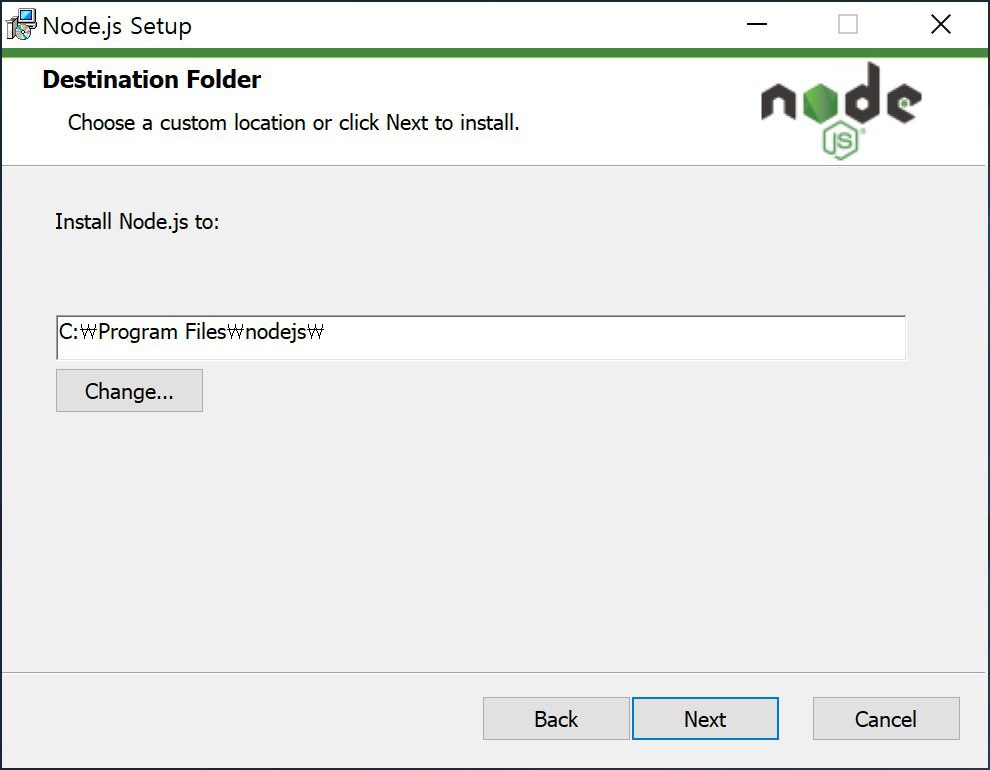 Node.js Setup
Destination Folder
Choose a custom location or click Next to install.
node
JS
Install Node.js to:
C:₩Program Files₩nodejs₩
Change...
Back
Next
Cancel